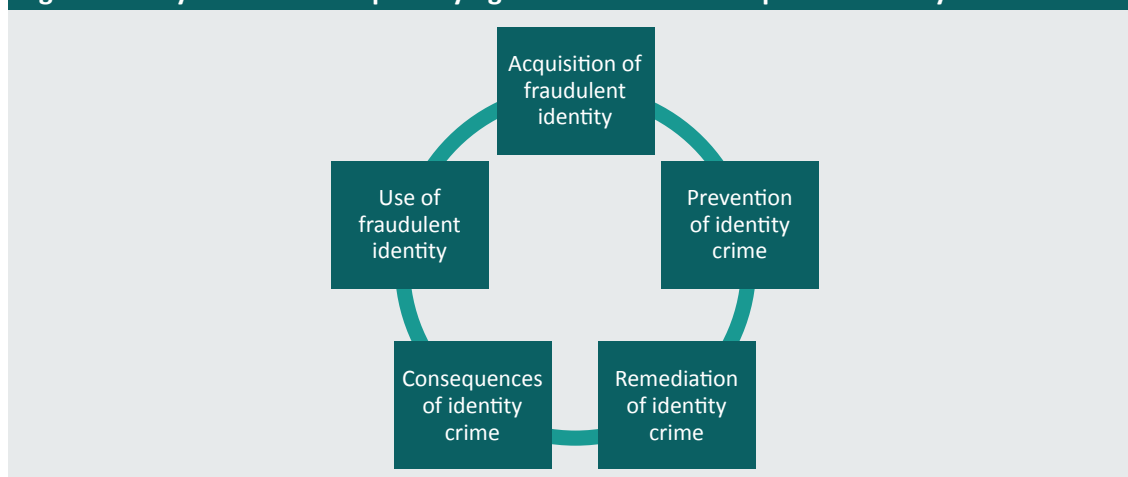 Acquisition of
fraudulent
identity
Use of
fraudulent
identity
Prevention
of identity
crime
Consequences
of identity
crime
Remediation
of identity
crime